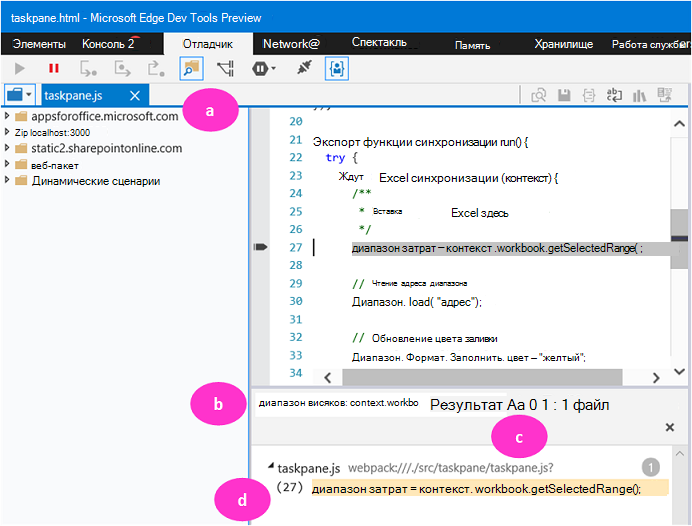 taskpane.html - Microsoft Edge Dev Tools Preview
Элементы Консоль 2 Отладчик Network@ Спектакль Память Хранилище Работа службог
taskpane.js
a
appsforoffice.microsoft.com
Zip localhost:3000
static2.sharepointonline.com
веб-пакет
Динамические сценарии
20
21 Экспорт функции синхронизации run() {
22 try {
23 Ждут Excel синхронизации (контекст) {
24 /**
25 * Вставка Excel здесь
26 */
27 диапазон затрат — контекст .workbook.getSelectedRange( ;
28
29 // Чтение адреса диапазона
30 Диапазон. load( "адрес");
31
32 // Обновление цвета заливки
33 Диапазон. Формат. Заполнить. цвет – "желтый";
34
b
диапазон висяков: context.workbo Результат Aa 0 1 : 1 файл
c
taskpane.js webpack:///./src/taskpane/taskpane.js? 1
d
(27) диапазон затрат = контекст. workbook.getSelectedRange();